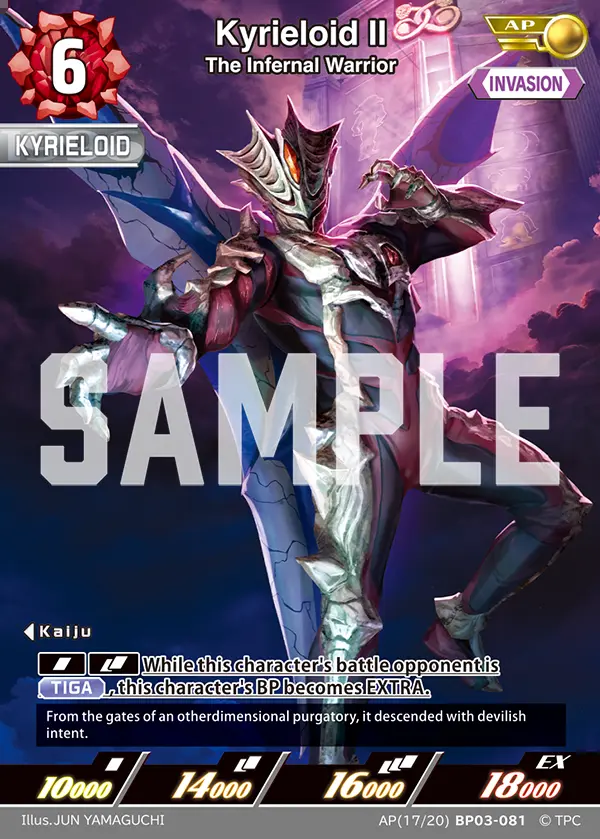 6
Kyrieloid II
The Infernal Warrior
AP
INVASION
KYRIELOID
SAMPLE
Kaiju
While this character's battle opponent is
TIGA, this character's BP becomes EXTRA.
From the gates of an otherdimensional purgatory, it descended with devilish
intent.
EX
10000 14000 16000 18000
Illus.JUN YAMAGUCHI AP(17/20) BP03-081 © TPC